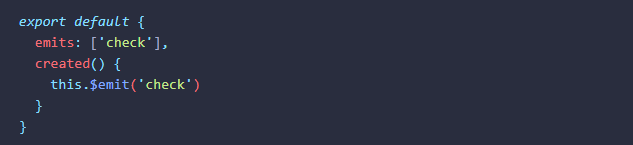 export default {
  emits: ['check'],
  created() {
    this.$emit('check')
  }
}